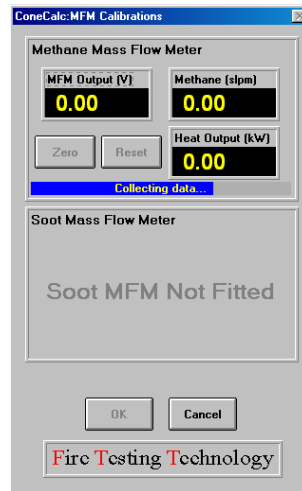 ConeCalc:MFM Calibrations
Methane Mass Flow Meter
MFM Output (V)
Methane (slpm)
0.00
0.00
Zero
Reset
Heat Output (kW)
0.00
Collecting data...
Soot Mass Flow Meter
Soot MFM Not Fitted
OK
Cancel
Fire Testing Technology